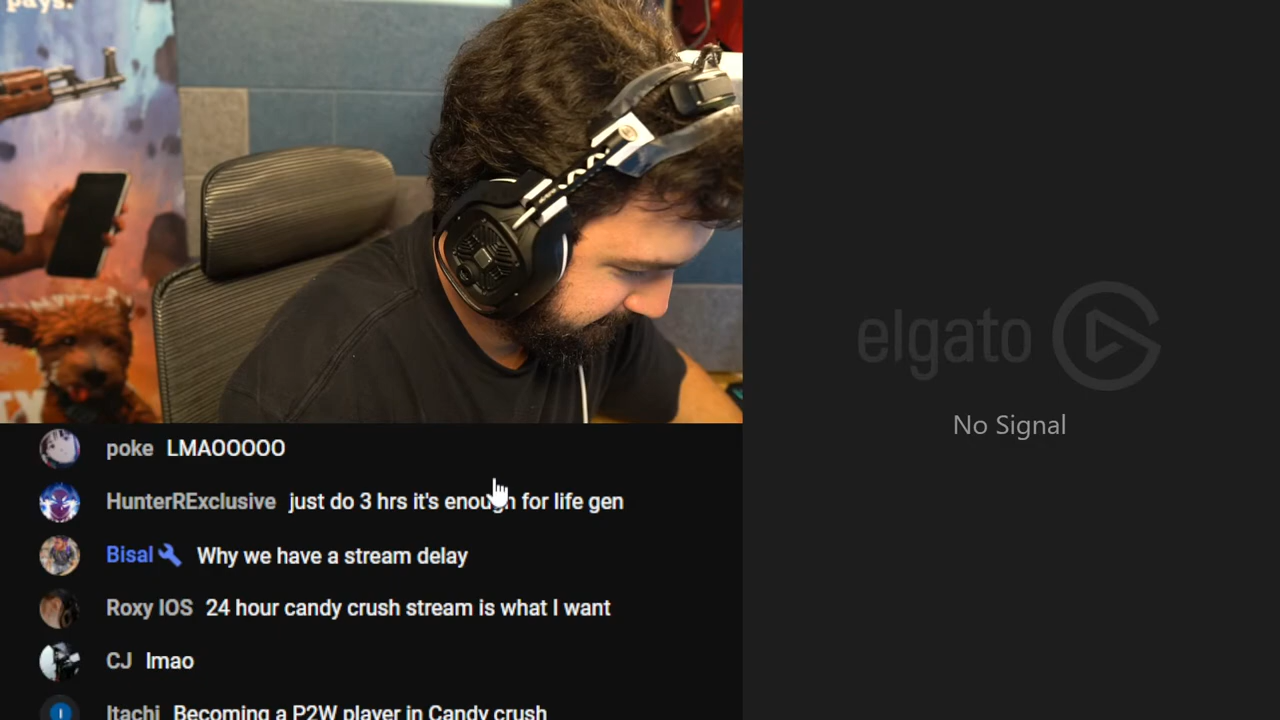 pays.
TY
elgato
No Signal
poke LMAOOOOO
HunterRExclusive just do 3 hrs it's enough for life gen
Bisal Why we have a stream delay
Roxy IOS 24 hour candy crush stream is what I want
CJ lmao
Itachi Becoming a P2W player in Candy crush